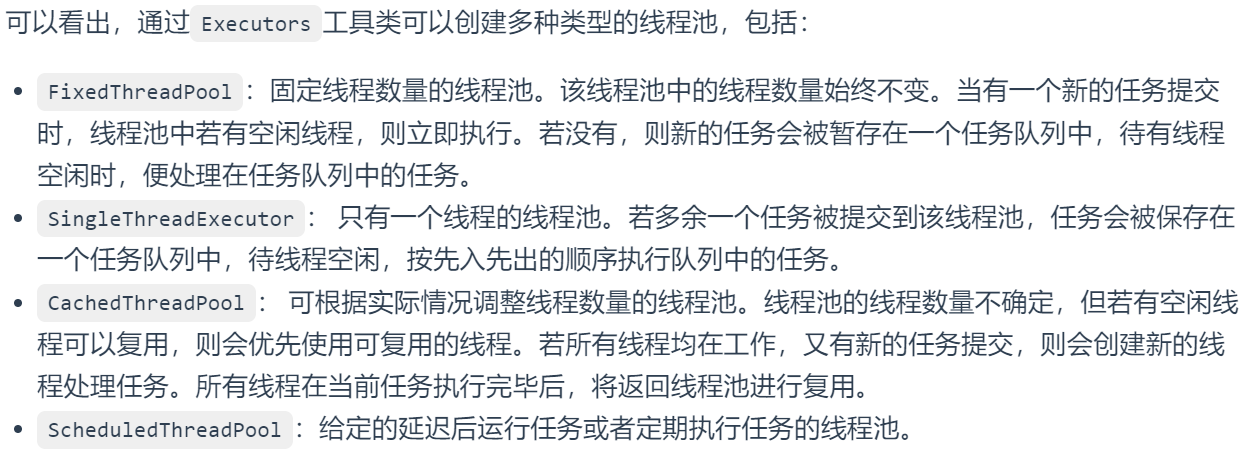 可以看出，通过 Executors 工具类可以创建多种类型的线程池，包括：
• FixedThreadPool ：固定线程数量的线程池。该线程池中的线程数量始终不变。当有一个新的任务提交
时，线程池中若有空闲线程，则立即执行。若没有，则新的任务会被暂存在一个任务队列中，待有线程
空闲时，便处理在任务队列中的任务。
• SingleThreadExecutor ： 只有一个线程的线程池。若多余一个任务被提交到该线程池，任务会被保存在
一个任务队列中，待线程空闲，按先入先出的顺序执行队列中的任务。
• CachedThreadPool ： 可根据实际情况调整线程数量的线程池。线程池的线程数量不确定，但若有空闲线
程可以复用，则会优先使用可复用的线程。若所有线程均在工作，又有新的任务提交，则会创建新的线
程处理任务。所有线程在当前任务执行完毕后，将返回线程池进行复用。
• ScheduledThreadPool ：给定的延迟后运行任务或者定期执行任务的线程池。